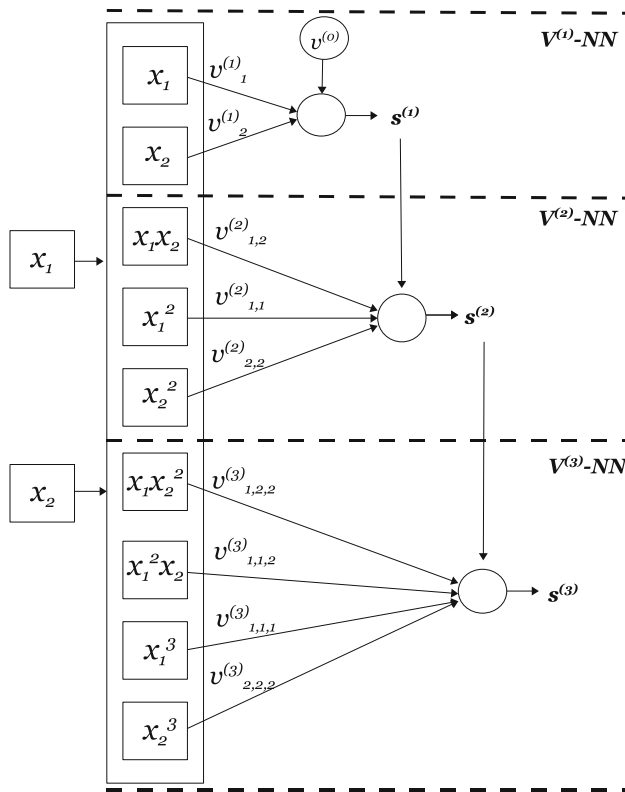 V⁽¹⁾-NN
v⁽⁰⁾
x₁
v⁽¹⁾₁
s⁽¹⁾
v⁽¹⁾₂
x₂
V⁽²⁾-NN
x₁x₂
v⁽²⁾₁,₂
x₁
x₁²
v⁽²⁾₁,₁
s⁽²⁾
v⁽²⁾₂,₂
x₂²
V⁽³⁾-NN
x₁x₂²
v⁽³⁾₁,₂,₂
x₂
v⁽³⁾₁,₁,₂
x₁²x₂
s⁽³⁾
v⁽³⁾₁,₁,₁
x₁³
v⁽³⁾₂,₂,₂
x₂³